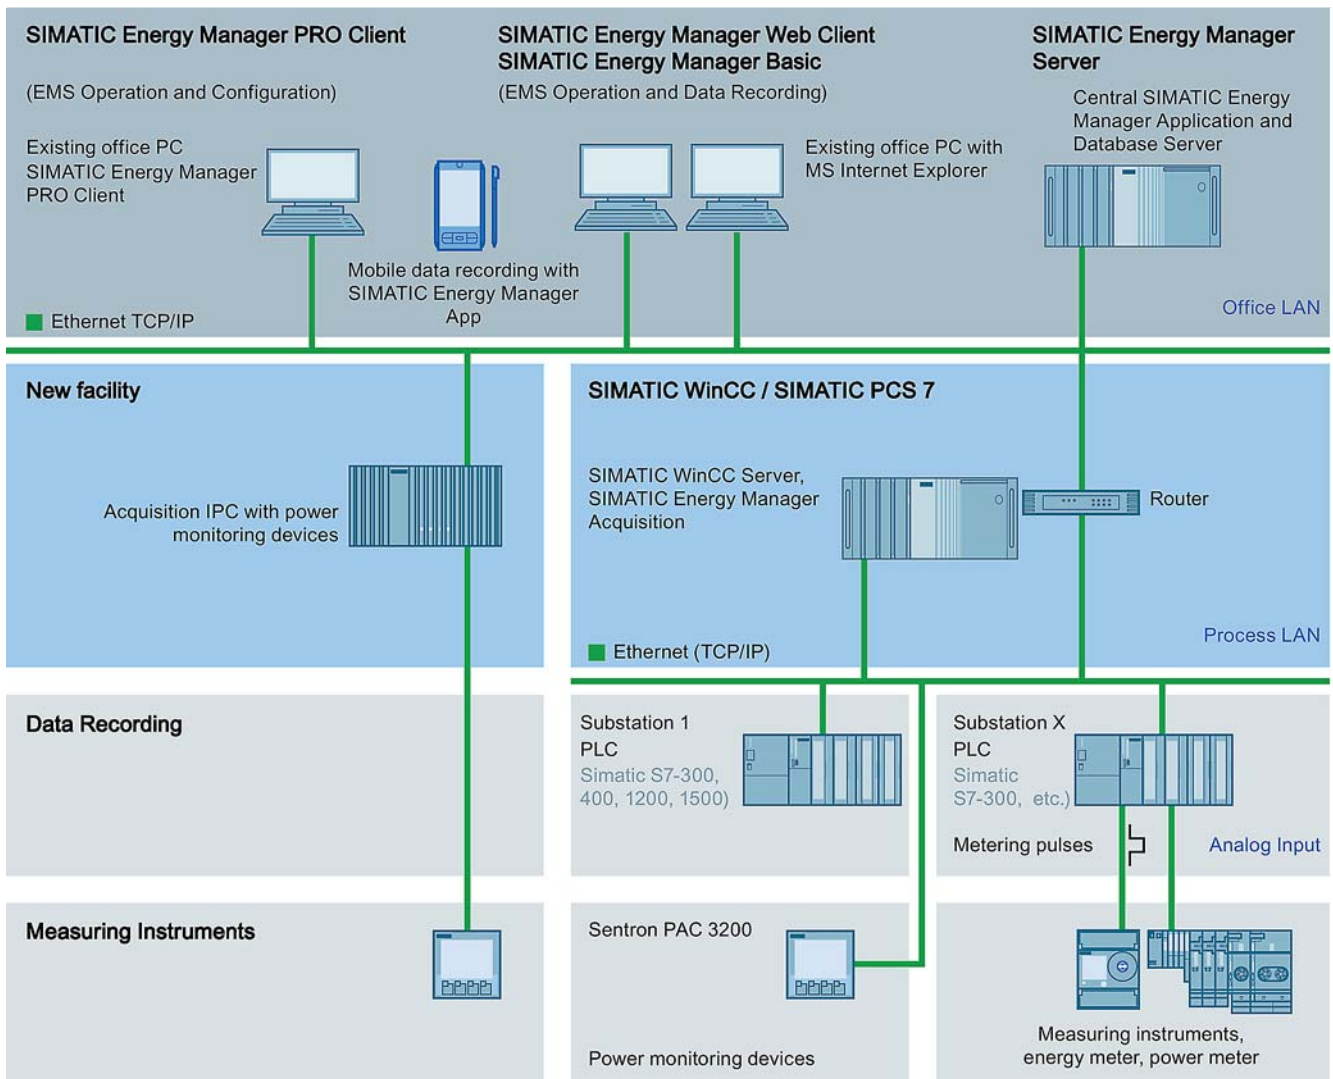 SIMATIC Energy Manager PRO Client
(EMS Operation and Configuration)
Existing office PC
SIMATIC Energy Manager
PRO Client
Mobile data recording with
SIMATIC Energy Manager
App
Ethernet TCP/IP
SIMATIC Energy Manager Web Client
SIMATIC Energy Manager Basic
(EMS Operation and Data Recording)
Existing office PC with
MS Internet Explorer
SIMATIC Energy Manager
Server
Central SIMATIC Energy
Manager Application and
Database Server
Office LAN
New facility
Acquisition IPC with power
monitoring devices
SIMATIC WinCC / SIMATIC PCS 7
SIMATIC WinCC Server,
SIMATIC Energy Manager
Acquisition
Router
Process LAN
Ethernet (TCP/IP)
Data Recording
Substation 1
PLC
Simatic S7-300,
400, 1200, 1500)
Substation X
PLC
Simatic
S7-300, etc.)
Metering pulses
Analog Input
Measuring Instruments
Sentron PAC 3200
Power monitoring devices
Measuring instruments,
energy meter, power meter